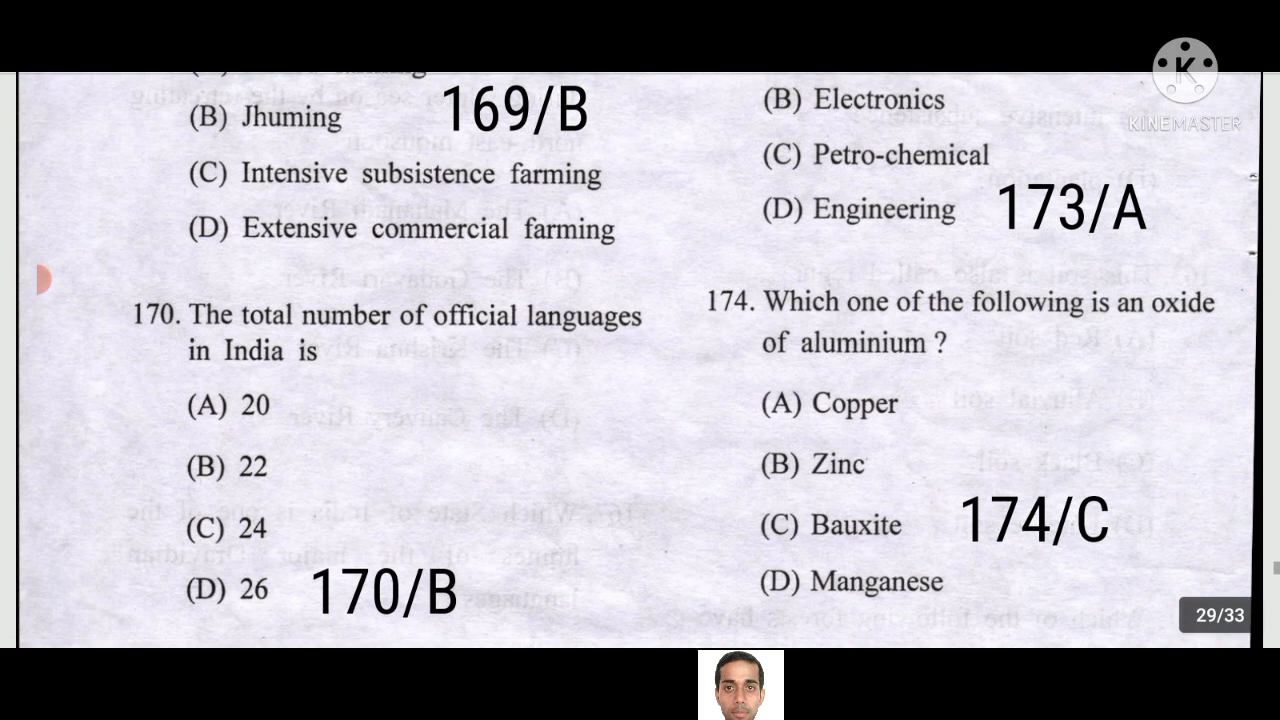 169/B
(B) Jhuming
(C) Intensive subsistence farming
(D) Extensive commercial farming
170. The total number of official languages
in India is
(A) 20
(B) 22
(C) 24
(D) 26
170/B
K
KINEMASTER
(B) Electronics
(C) Petro-chemical
(D) Engineering
173/A
174. Which one of the following is an oxide
of aluminium ?
(A) Copper
(B) Zinc
(C) Bauxite
174/C
(D) Manganese
29/33